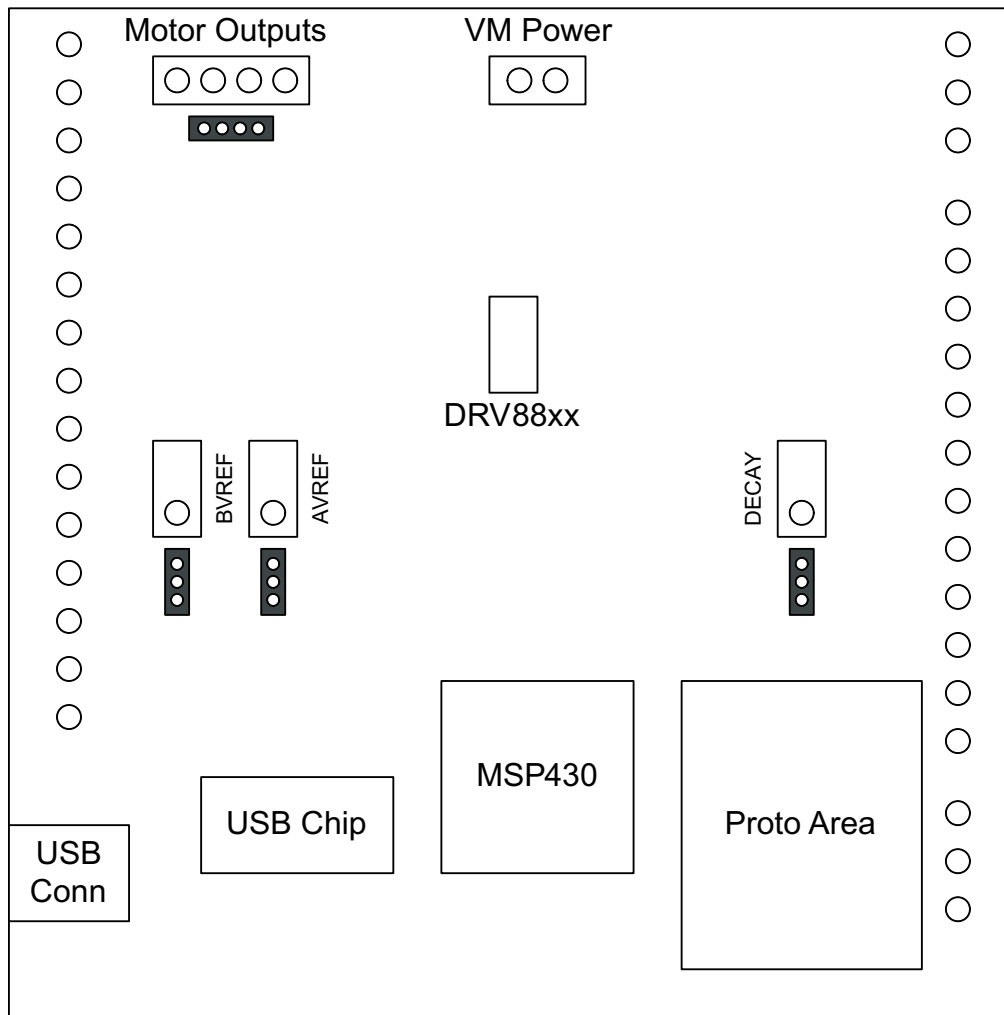 Motor Outputs
VM Power
DRV88xx
BVREF
AVREF
DECAY
MSP430
USB Chip
Proto Area
USB
Conn